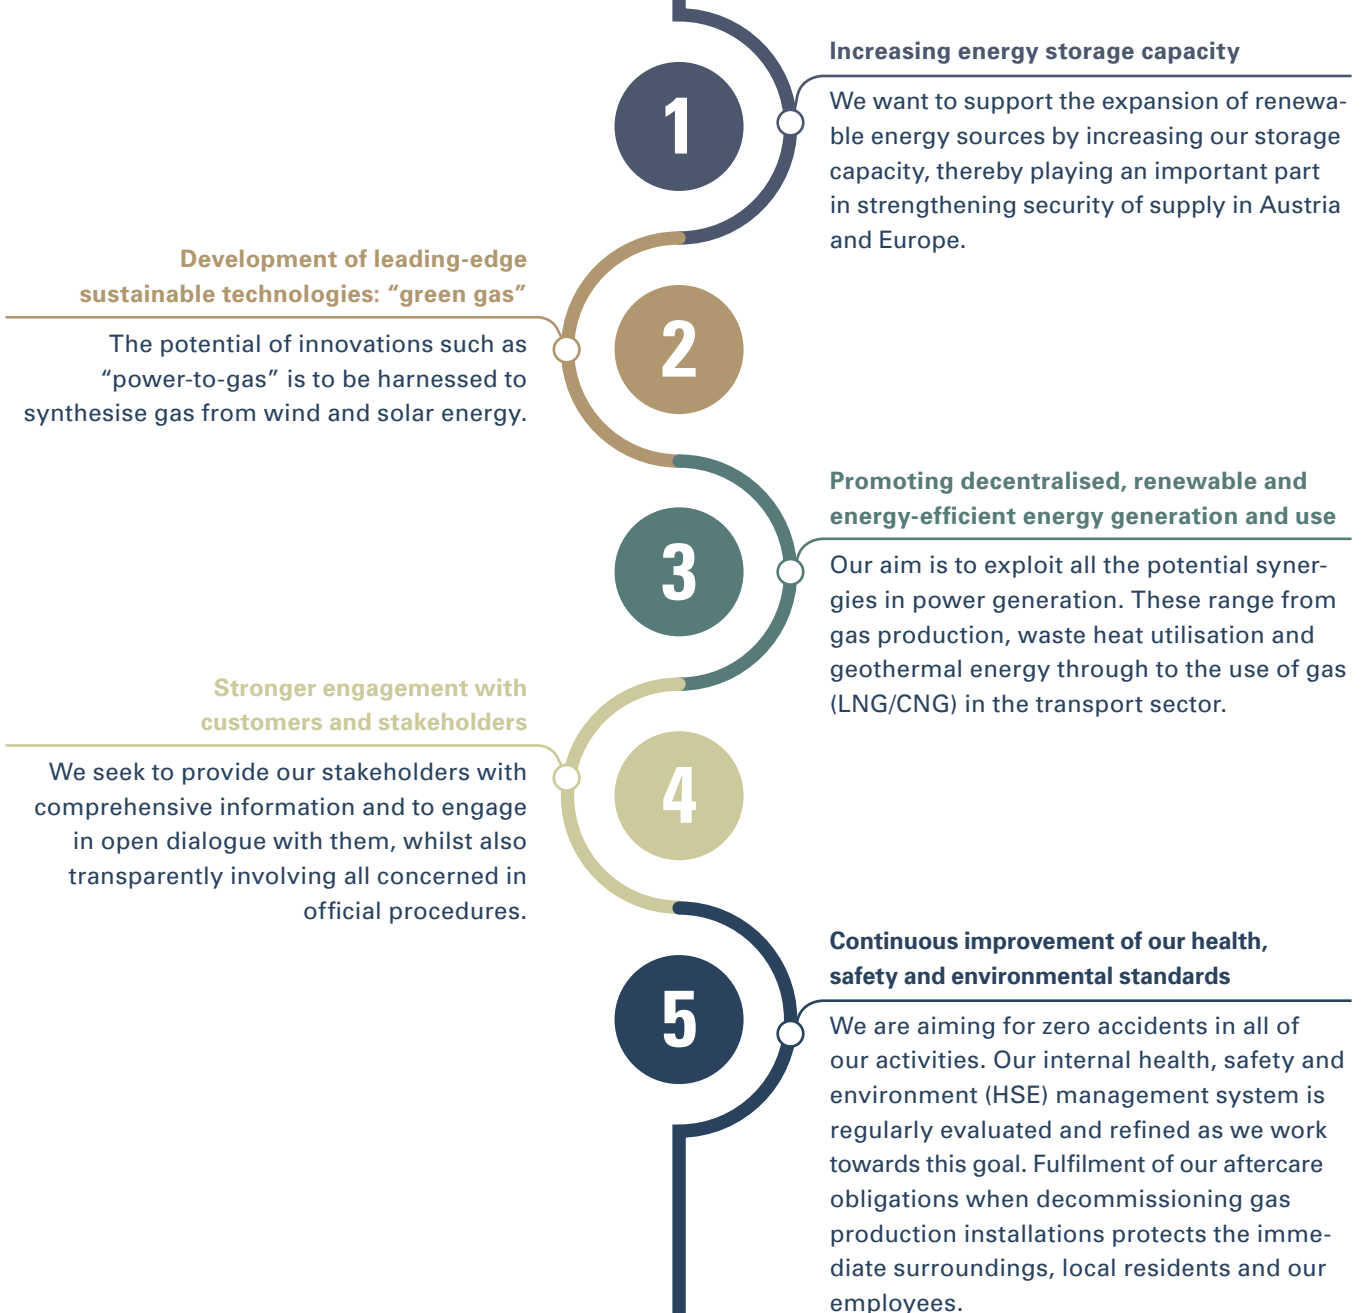 1
Increasing energy storage capacity
We want to support the expansion of renewa-
ble energy sources by increasing our storage
capacity, thereby playing an important part
in strengthening security of supply in Austria
and Europe.
Development of leading-edge
sustainable technologies: “green gas”
The potential of innovations such as
“power-to-gas” is to be harnessed to
synthesise gas from wind and solar energy.
2
3
Promoting decentralised, renewable and
energy-efficient energy generation and use
Our aim is to exploit all the potential syner-
gies in power generation. These range from
gas production, waste heat utilisation and
geothermal energy through to the use of gas
(LNG/CNG) in the transport sector.
Stronger engagement with
customers and stakeholders
We seek to provide our stakeholders with
comprehensive information and to engage
in open dialogue with them, whilst also
transparently involving all concerned in
official procedures.
4
5
Continuous improvement of our health,
safety and environmental standards
We are aiming for zero accidents in all of
our activities. Our internal health, safety and
environment (HSE) management system is
regularly evaluated and refined as we work
towards this goal. Fulfilment of our aftercare
obligations when decommissioning gas
production installations protects the imme-
diate surroundings, local residents and our
employees.